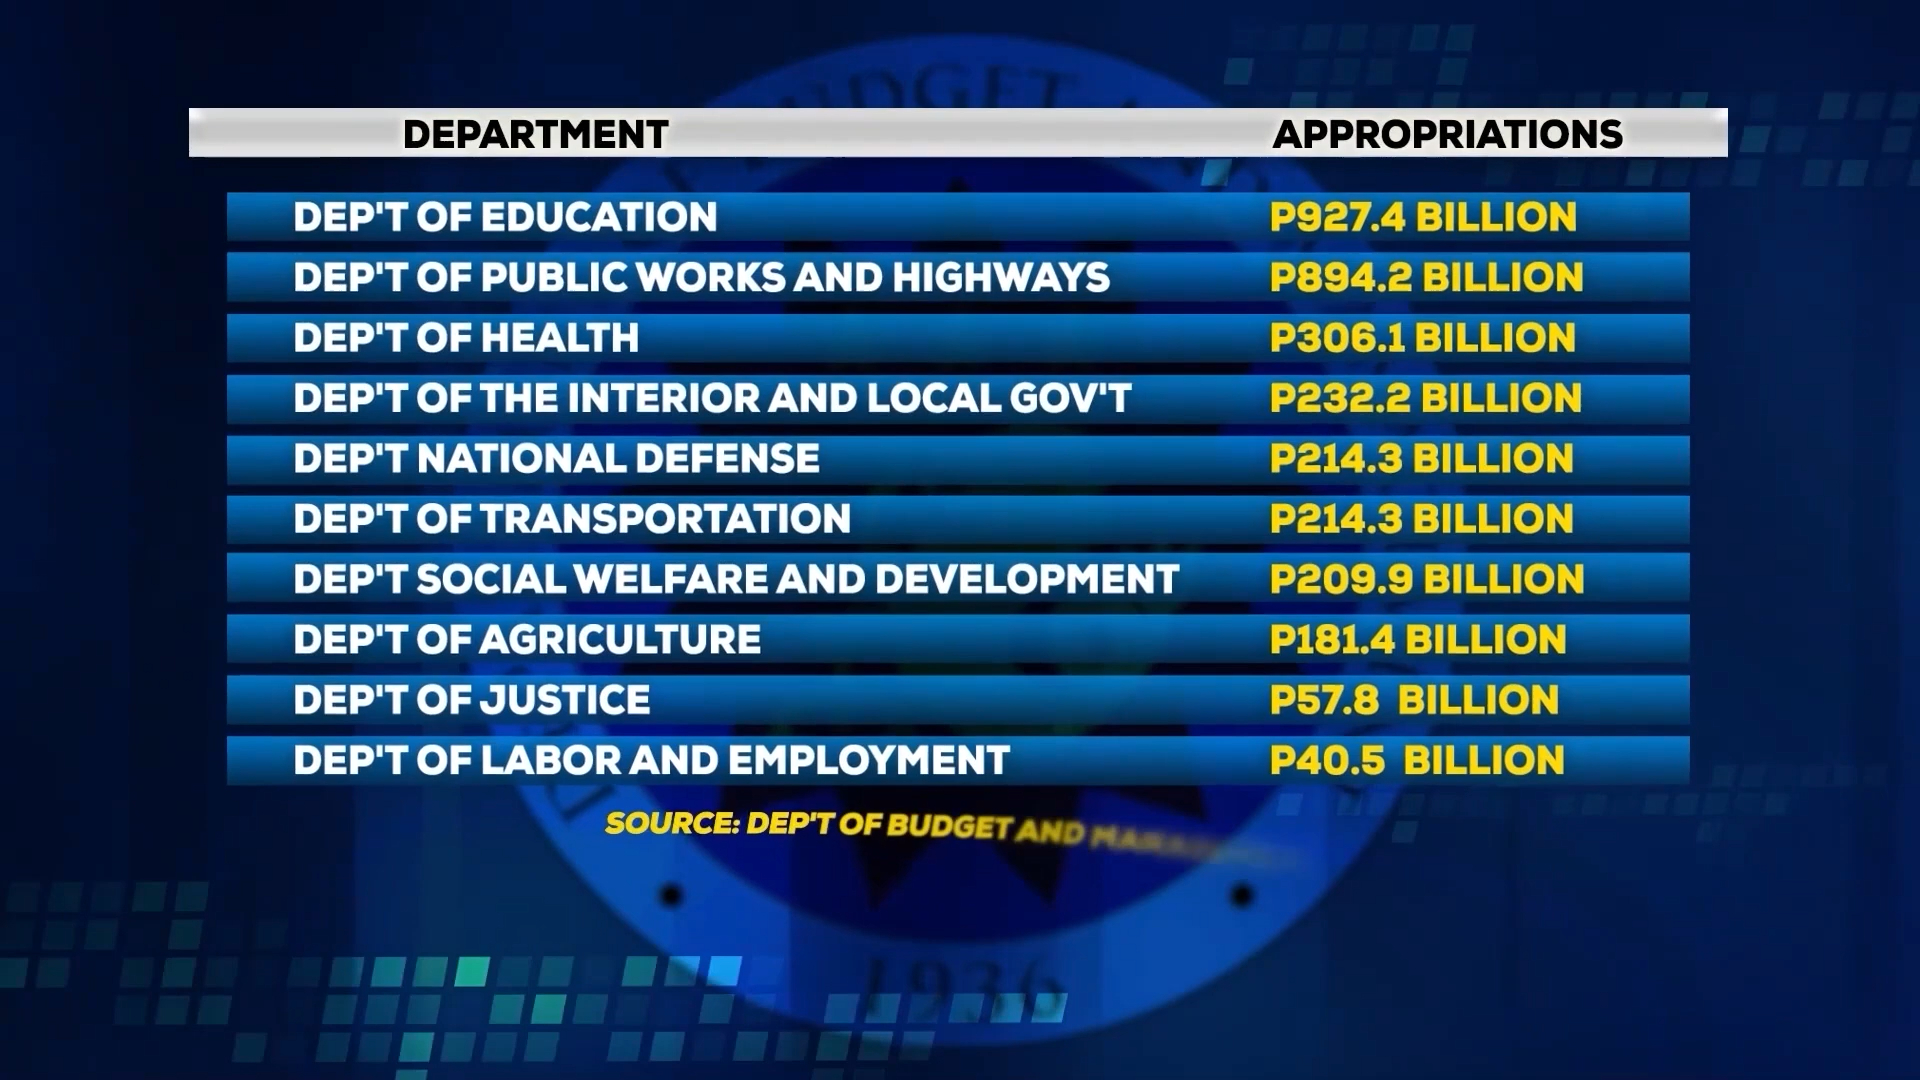 BUDGET
DEPARTMENT APPROPRIATIONS
DEP'T OF EDUCATION P927.4 BILLION
DEP'T OF PUBLIC WORKS AND HIGHWAYS P894.2 BILLION
DEP'T OF HEALTH P306.1 BILLION
DEP'T OF THE INTERIOR AND LOCAL GOV'T P232.2 BILLION
DEP'T NATIONAL DEFENSE P214.3 BILLION
DEP'T OF TRANSPORTATION P214.3 BILLION
DEP'T SOCIAL WELFARE AND DEVELOPMENT P209.9 BILLION
DEP'T OF AGRICULTURE P181.4 BILLION
DEP'T OF JUSTICE P57.8 BILLION
DEP'T OF LABOR AND EMPLOYMENT P40.5 BILLION
SOURCE: DEP'T OF BUDGET AND
1936